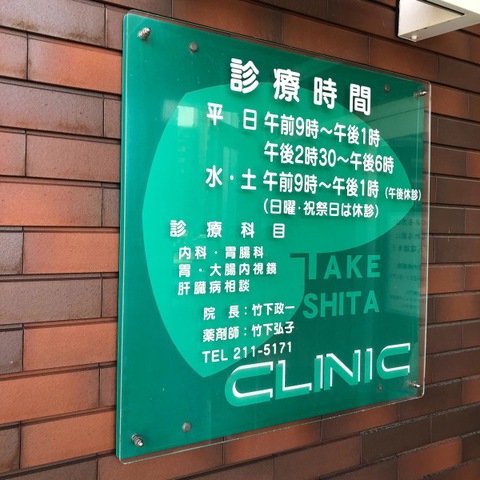 診療時間
平日 午前9時～午後1時
午後2時30～午後6時
水・土 午前9時～午後1時 (午後休診)
(日曜・祝祭日は休診)
診療科目
内科・胃腸科
胃・大腸内視鏡
肝臓病相談
院長：竹下政一
薬剤師：竹下弘子
TEL 211-5171
TAKE
SHITA
CLINIC